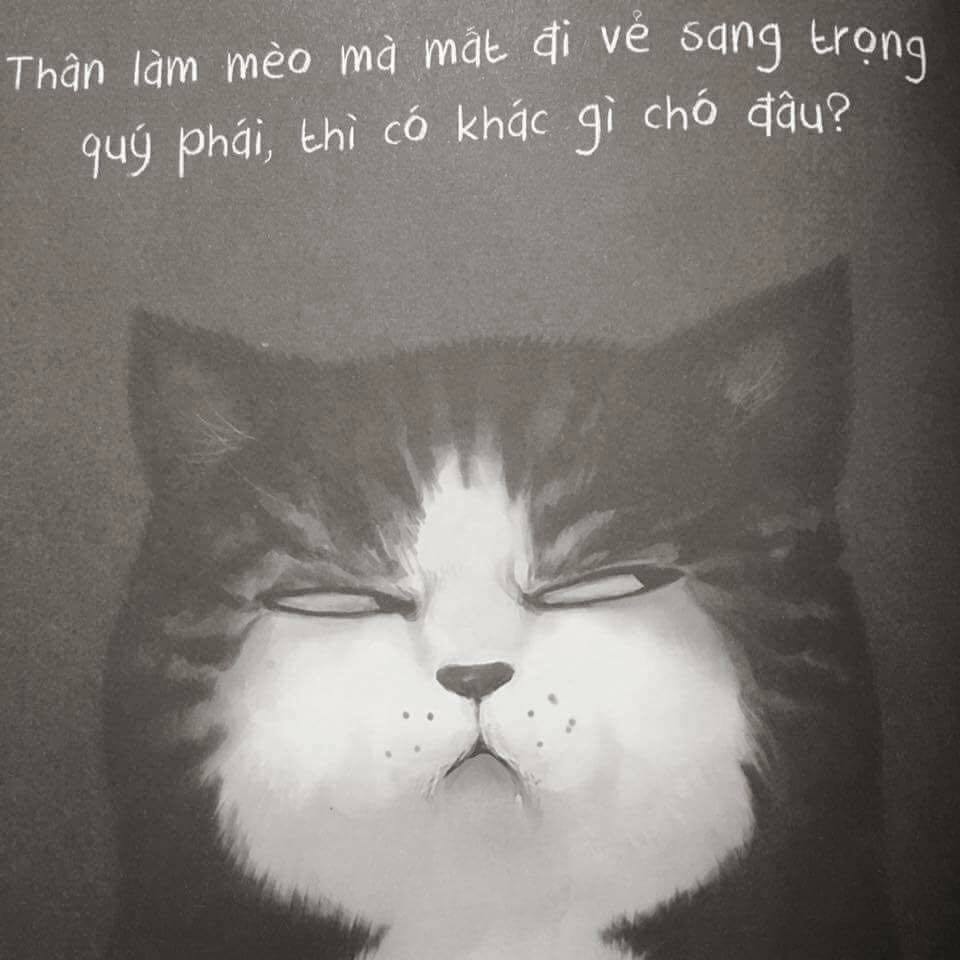 Thân làm mèo mà mất đi vẻ sang trọng
quý phái, thì có khác gì chó đâu?